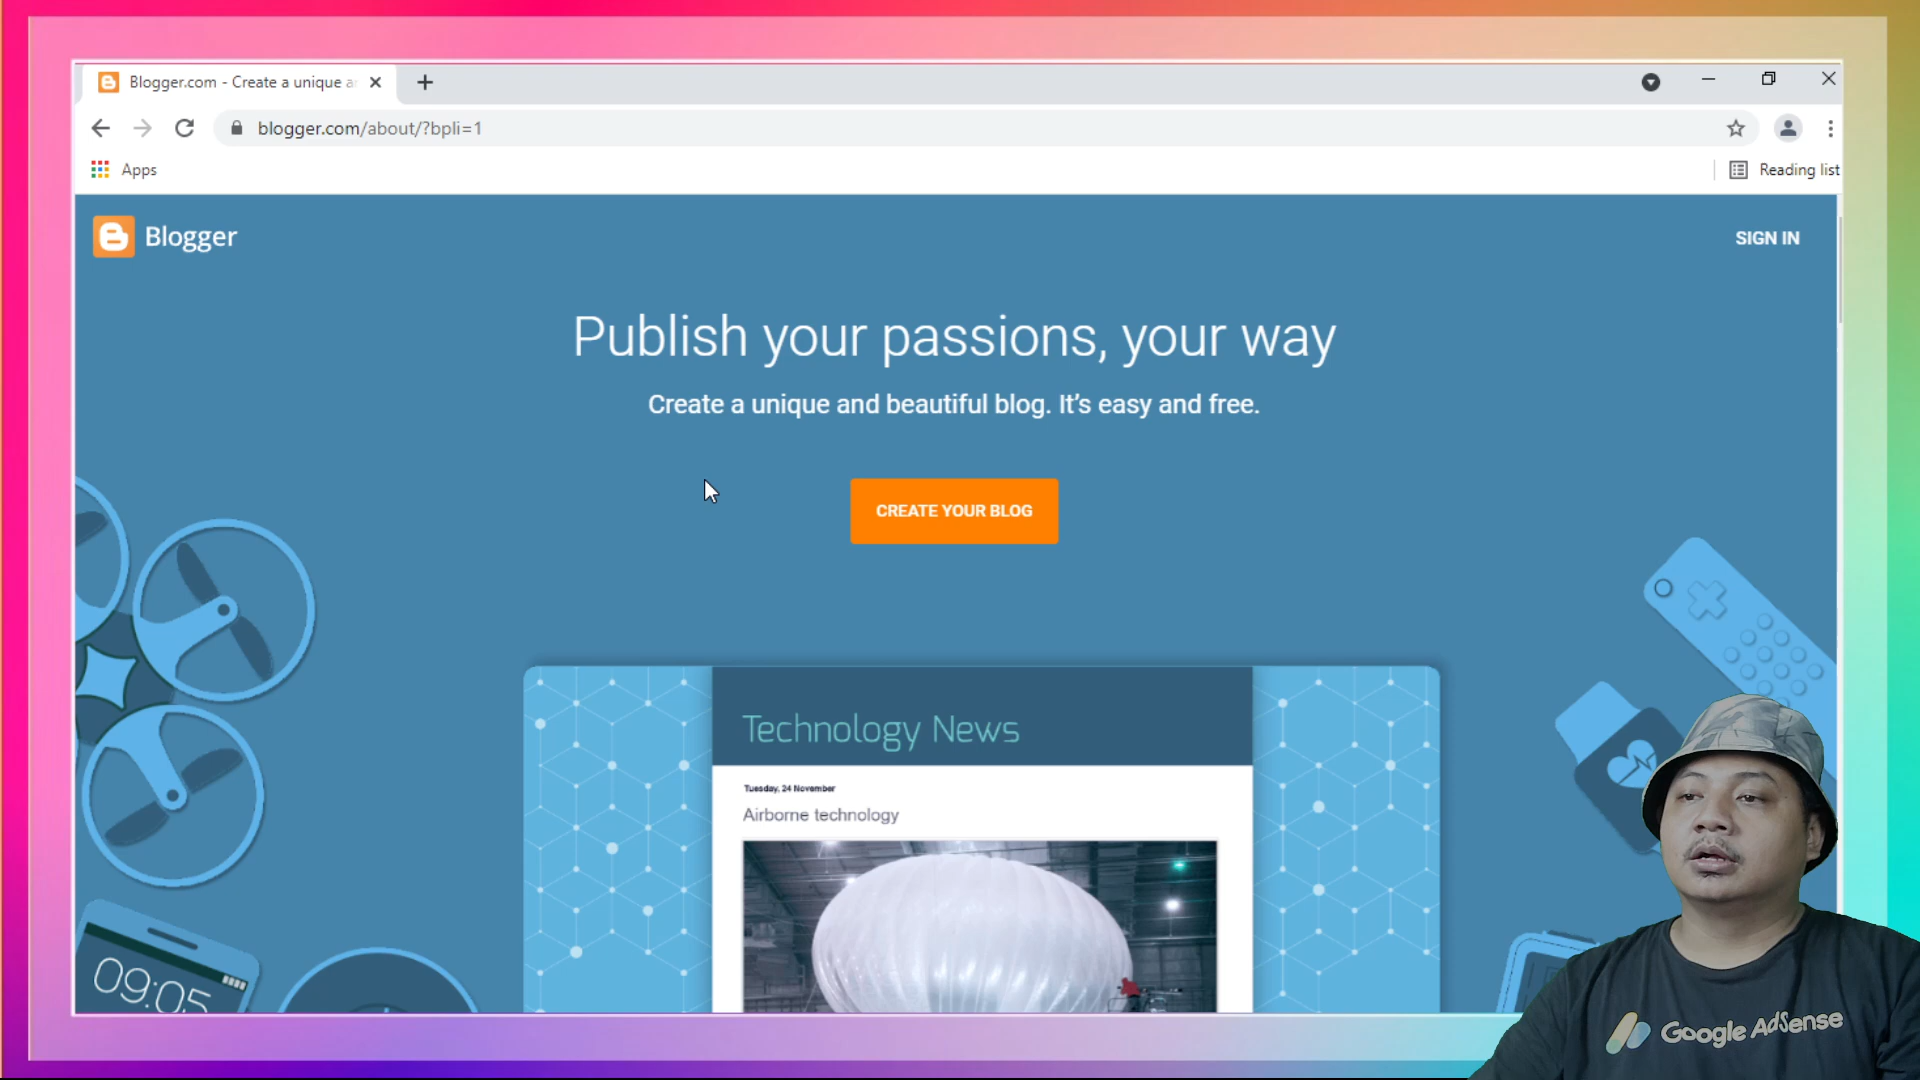 Blogger.com - Create a unique a
blogger.com/about/?bpli=1
Apps
Reading list
Blogger
SIGN IN
Publish your passions, your way
Create a unique and beautiful blog. It's easy and free.
CREATE YOUR BLOG
Technology News
Tuesday, 24 November
Airborne technology
09:05
Google AdSense